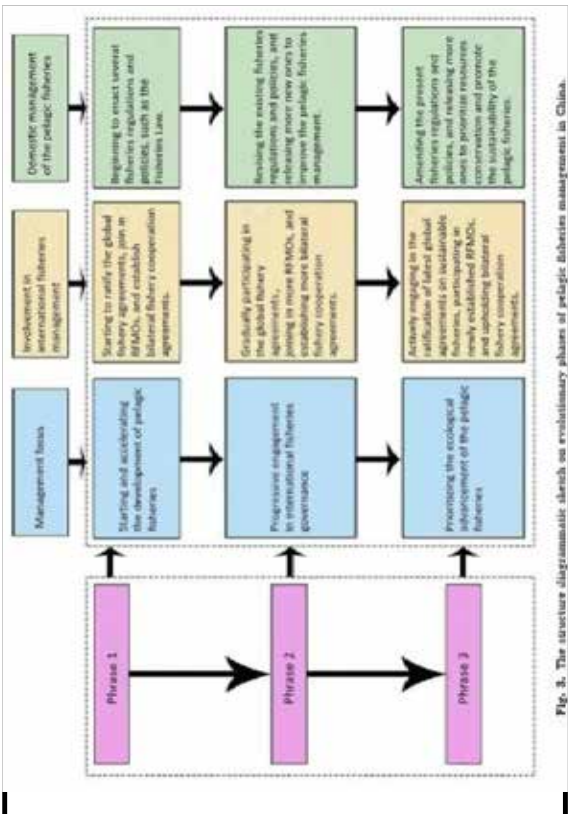 Management focus
Involvement in
international fisheries
management
Domestic management
of the pelagic fisheries
Phrase 1
Starting and accelerating
the development of pelagic
fisheries
Starting to ratify the global
fishery agreements, join in
RFMOs, and establish
bilateral fishery cooperation
agreements.
Beginning to enact several
fisheries regulations and
policies, such as the
Fisheries Law.
Phrase 2
Progressive engagement
in international fisheries
governance
Gradually participating in
the global fishery
agreements,
joining in more RFMOs, and
establishing more bilateral
fishery cooperation
agreements.
Revising the existing fisheries
regulations and policies, and
releasing more new ones to
improve the pelagic fisheries
management.
Phrase 3
Prioritising the ecological
advancement of the pelagic
fisheries
Actively engaging in the
ratification of latest global
agreements on sustainable
fisheries, participating in
newly established RFMOs,
and upholding bilateral
fishery cooperation
agreements.
Amending the present
fisheries regulations and
policies, and releasing more
ones to prioritize resources
conservation and promote
the sustainability of the
pelagic fisheries.
Fig. 3. The structure diagrammatic sketch on evolutionary phases of pelagic fisheries management in China.